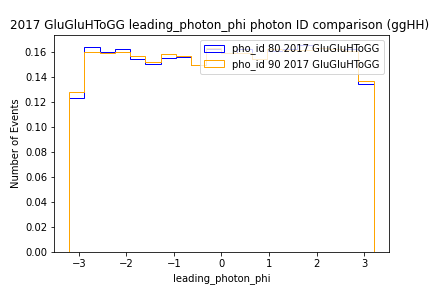 2017 GluGluHToGG leading_photon_phi photon ID comparison (ggHH)
pho_id 80 2017 GluGluHToGG
pho_id 90 2017 GluGluHToGG
Number of Events
0.16
0.14
0.12
0.10
0.08
0.06
0.04
0.02
0.00
−3 −2 −1 0 1 2 3
leading_photon_phi